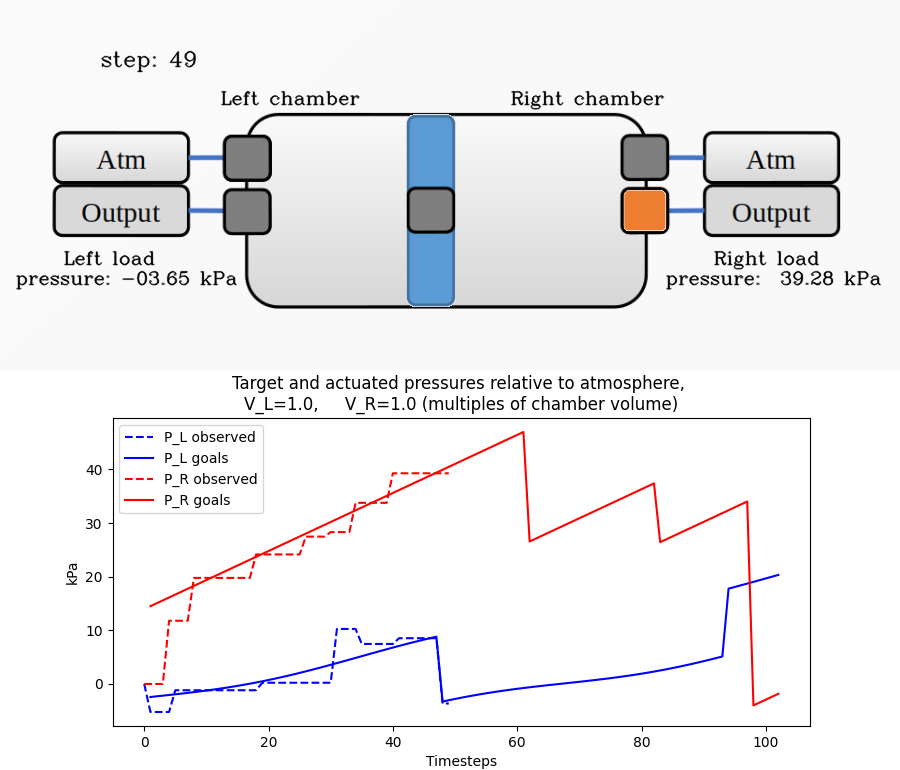 step: 49
Left chamber
Right chamber
Atm
Atm
Output
Output
Left load
pressure: −03.65 kPa
Right load
pressure: 39.28 kPa
Target and actuated pressures relative to atmosphere,
V_L=1.0, V_R=1.0 (multiples of chamber volume)
P_L observed
P_L goals
P_R observed
P_R goals
kPa
40
30
20
10
0
0 20 40 60 80 100
Timesteps